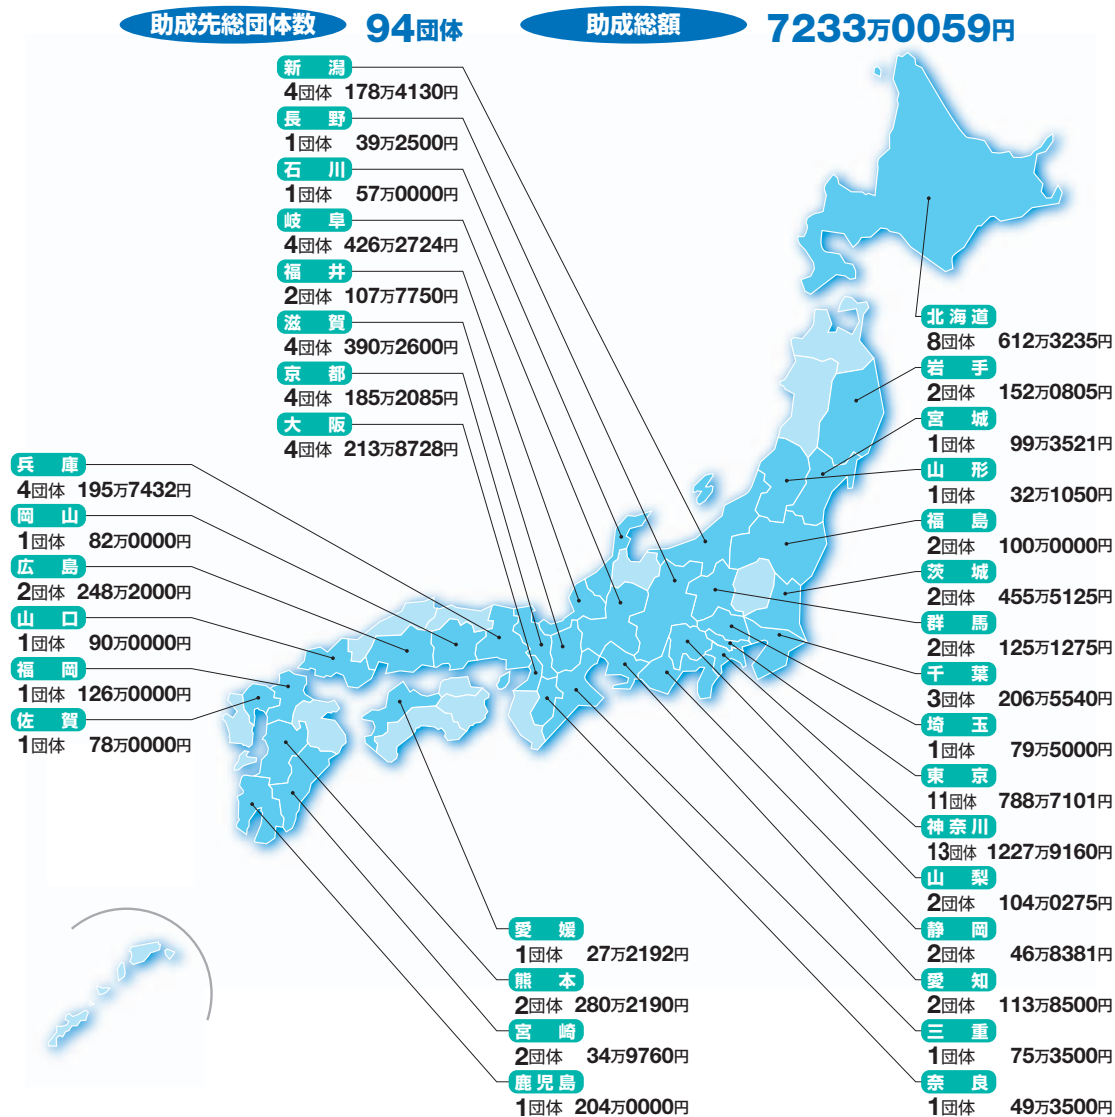 助成先総団体数 94団体 助成総額 7233万0059円
新潟
4団体 178万4130円
長野
1団体 39万2500円
石川
1団体 57万0000円
岐阜
4団体 426万2724円
福井
2団体 107万7750円
滋賀
4団体 390万2600円
京都
4団体 185万2085円
大阪
4団体 213万8728円
兵庫
4団体 195万7432円
岡山
1団体 82万0000円
広島
2団体 248万2000円
山口
1団体 90万0000円
福岡
1団体 126万0000円
佐賀
1団体 78万0000円
北海道
8団体 612万3235円
岩手
2団体 152万0805円
宮城
1団体 99万3521円
山形
1団体 32万1050円
福島
2団体 100万0000円
茨城
2団体 455万5125円
群馬
2団体 125万1275円
千葉
3団体 206万5540円
埼玉
1団体 79万5000円
東京
11団体 788万7101円
神奈川
13団体 1227万9160円
山梨
2団体 104万0275円
静岡
2団体 46万8381円
愛知
2団体 113万8500円
三重
1団体 75万3500円
奈良
1団体 49万3500円
愛媛
1団体 27万2192円
熊本
2団体 280万2190円
宮崎
2団体 34万9760円
鹿児島
1団体 204万0000円